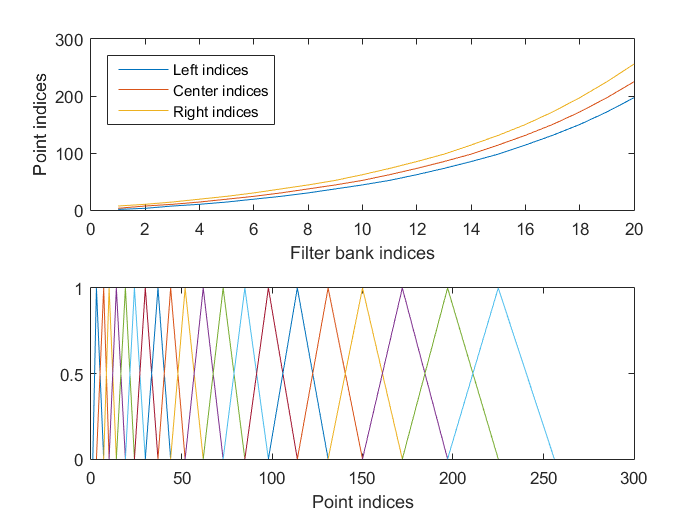 300
200
100
0
Point indices
Left indices
Center indices
Right indices
0 2 4 6 8 10 12 14 16 18 20
Filter bank indices
1
0.5
0
0 50 100 150 200 250 300
Point indices